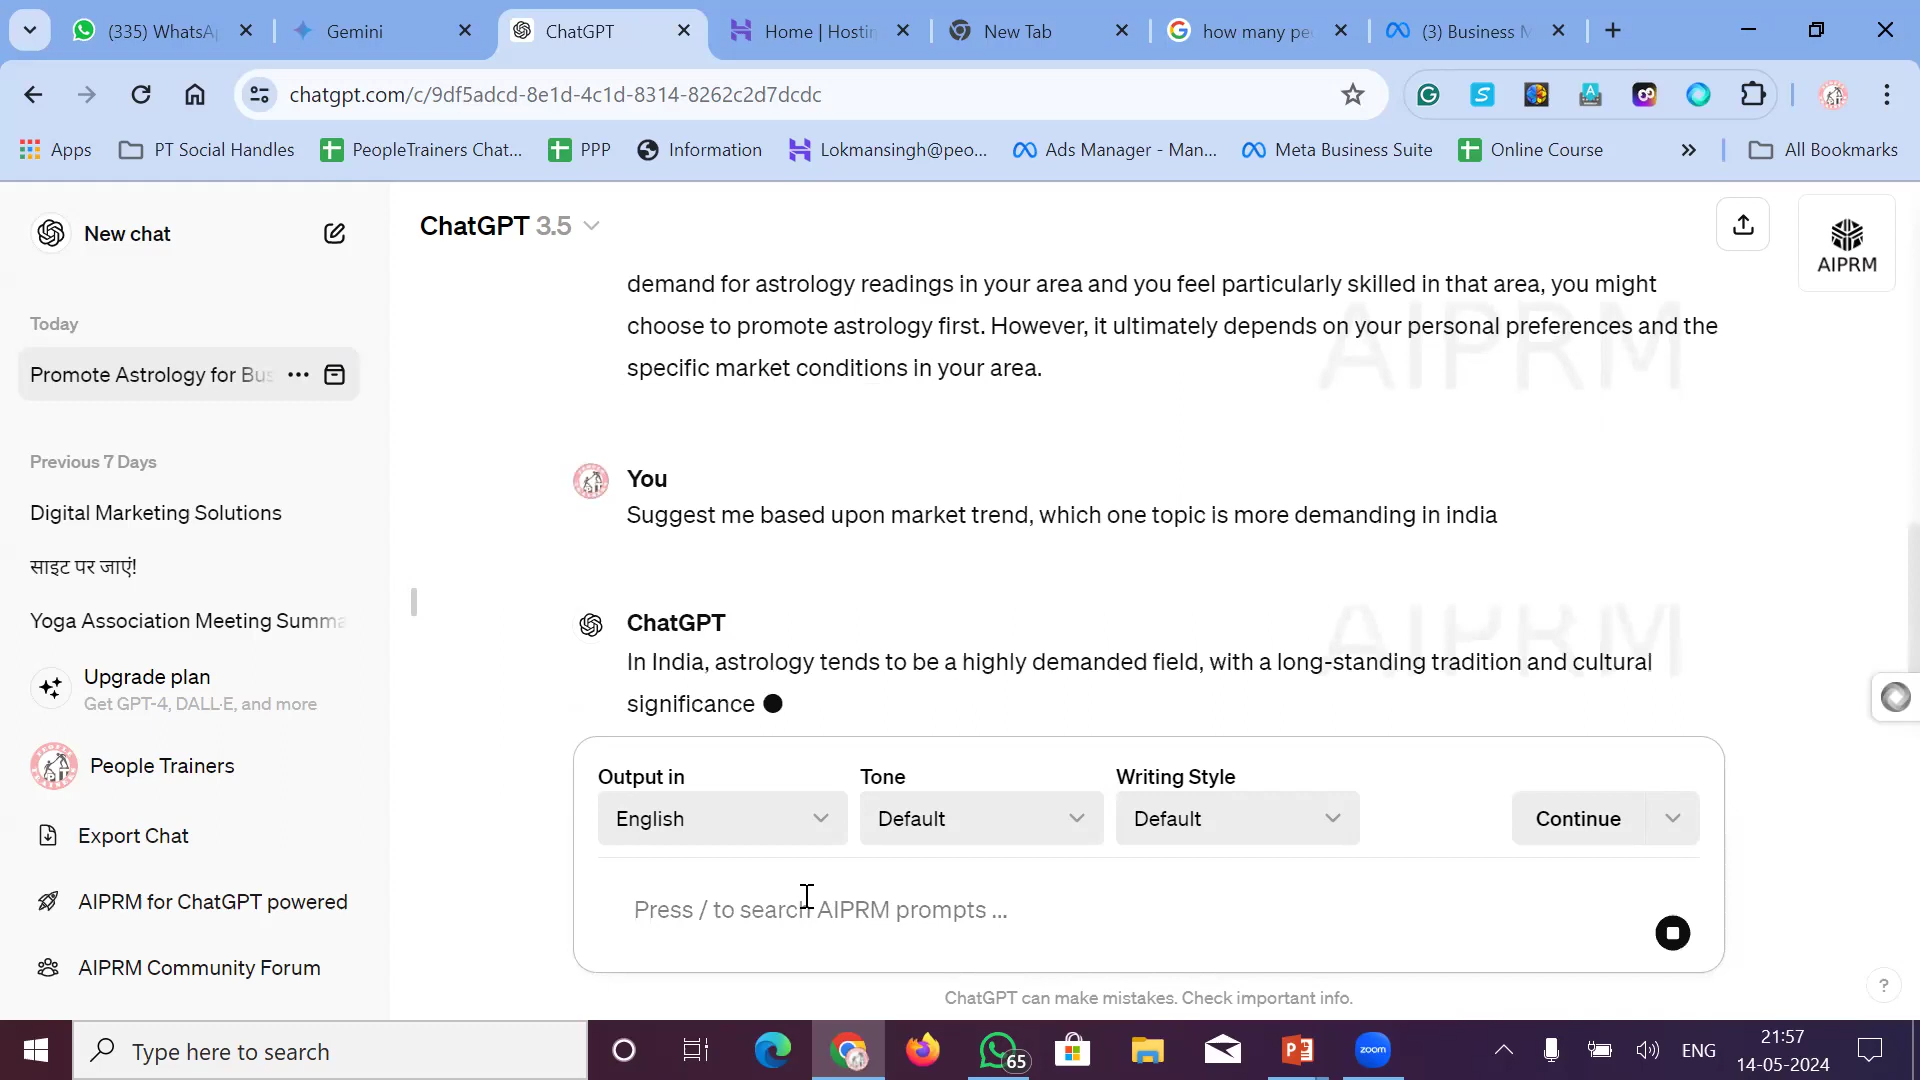 (335) WhatsA
Gemini
ChatGPT
Home | Hostin
New Tab
how many pe
(3) Business M
chatgpt.com/c/9df5adcd-8e1d-4c1d-8314-8262c2d7dcdc
Apps
PT Social Handles
PeopleTrainers Chat...
PPP
Information
Lokmansingh@peo...
Ads Manager - Man...
Meta Business Suite
Online Course
All Bookmarks
New chat
ChatGPT 3.5
AIPRM
Today
Promote Astrology for Bus
Previous 7 Days
Digital Marketing Solutions
साइट पर जाएं!
Yoga Association Meeting Summa
Upgrade plan
Get GPT-4, DALL·E, and more
People Trainers
Export Chat
AIPRM for ChatGPT powered
AIPRM Community Forum
demand for astrology readings in your area and you feel particularly skilled in that area, you might
choose to promote astrology first. However, it ultimately depends on your personal preferences and the
specific market conditions in your area.
AIPRM
You
Suggest me based upon market trend, which one topic is more demanding in india
ChatGPT
In India, astrology tends to be a highly demanded field, with a long-standing tradition and cultural
significance
AIPRM
Output in
Tone
Writing Style
English
Default
Default
Continue
Press / to search AIPRM prompts ...
ChatGPT can make mistakes. Check important info.
?
Type here to search
65
zoom
ENG
21:57
14-05-2024